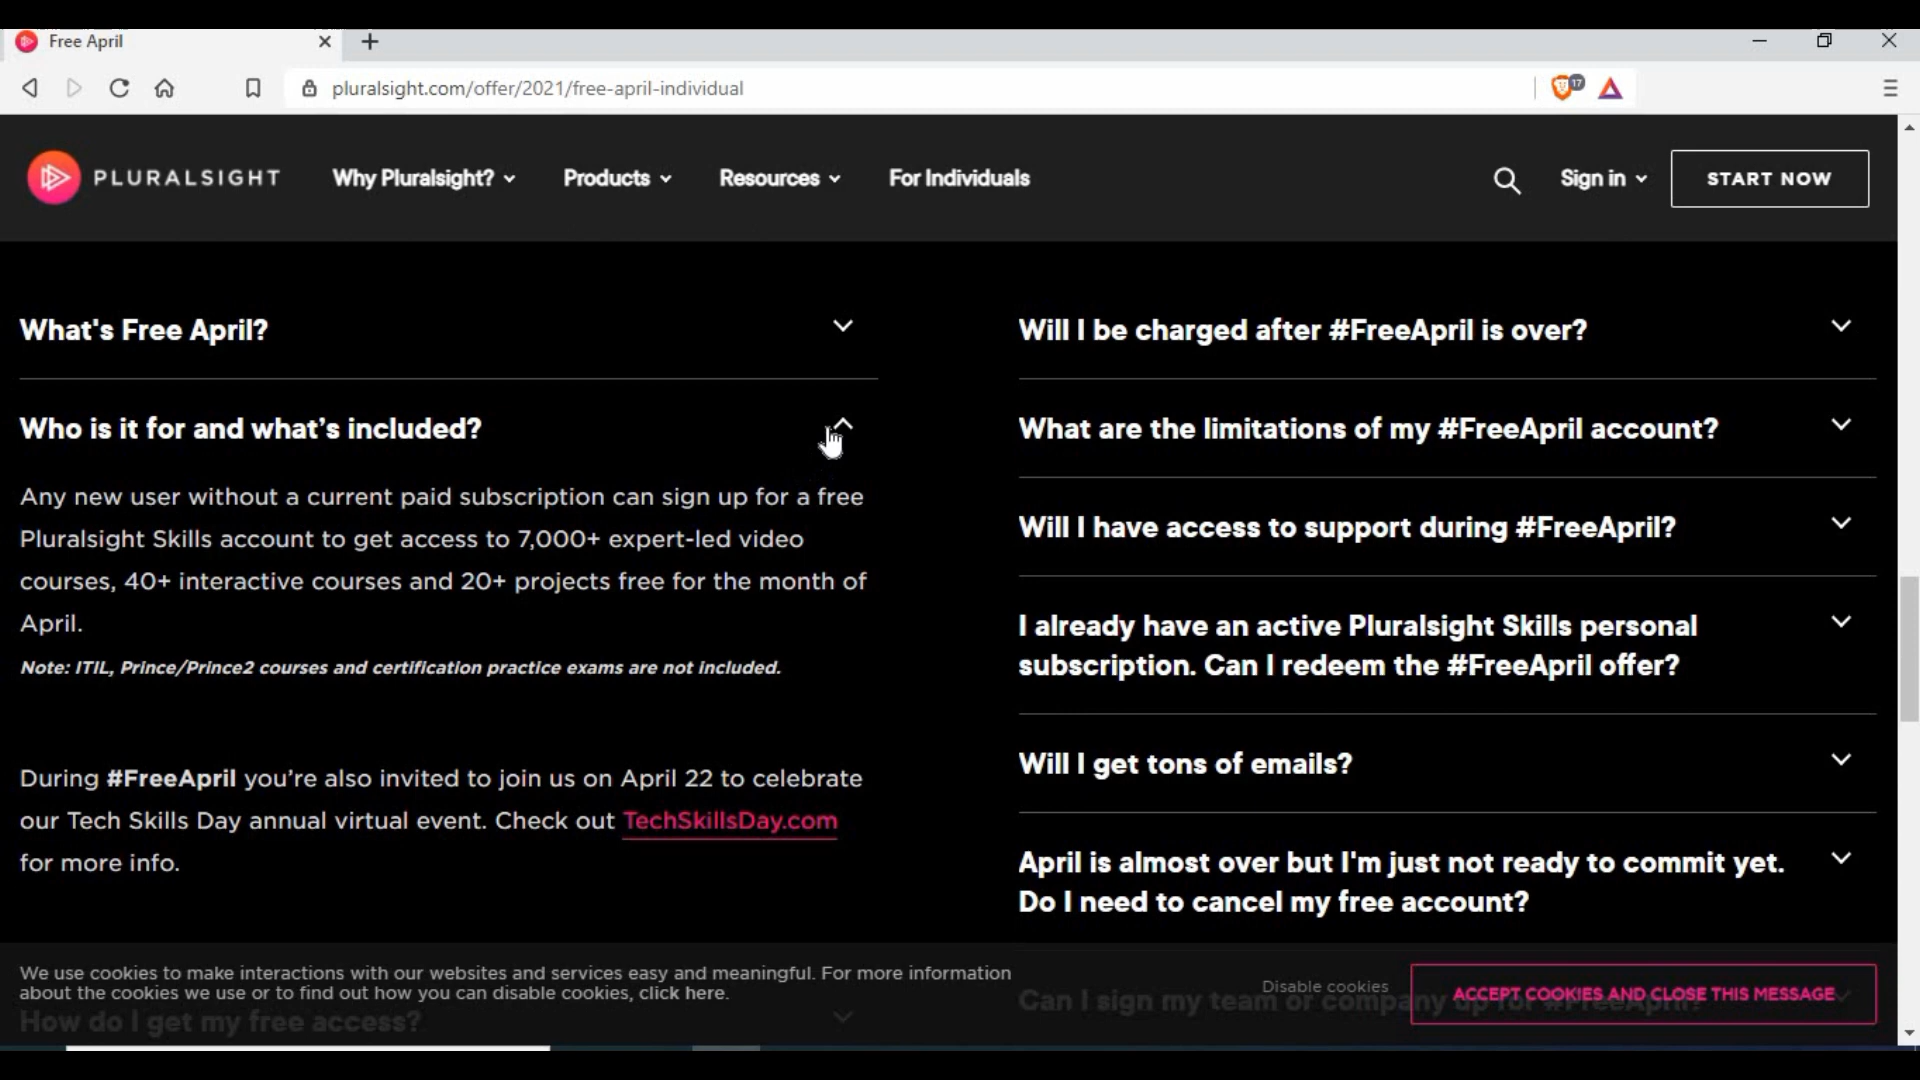 Free April
pluralsight.com/offer/2021/free-april-individual
17
PLURALSIGHT
Why Pluralsight?
Products
Resources
For Individuals
Sign in
START NOW
What's Free April?
Who is it for and what’s included?
Any new user without a current paid subscription can sign up for a free
Pluralsight Skills account to get access to 7,000+ expert-led video
courses, 40+ interactive courses and 20+ projects free for the month of
April.
Note: ITIL, Prince/Prince2 courses and certification practice exams are not included.
During #FreeApril you’re also invited to join us on April 22 to celebrate
our Tech Skills Day annual virtual event. Check out TechSkillsDay.com
for more info.
How do I get my free access?
Will I be charged after #FreeApril is over?
What are the limitations of my #FreeApril account?
Will I have access to support during #FreeApril?
I already have an active Pluralsight Skills personal
subscription. Can I redeem the #FreeApril offer?
Will I get tons of emails?
April is almost over but I'm just not ready to commit yet.
Do I need to cancel my free account?
Can I sign my team or company up for #FreeApril?
We use cookies to make interactions with our websites and services easy and meaningful. For more information
about the cookies we use or to find out how you can disable cookies, click here.
Disable cookies
ACCEPT COOKIES AND CLOSE THIS MESSAGE